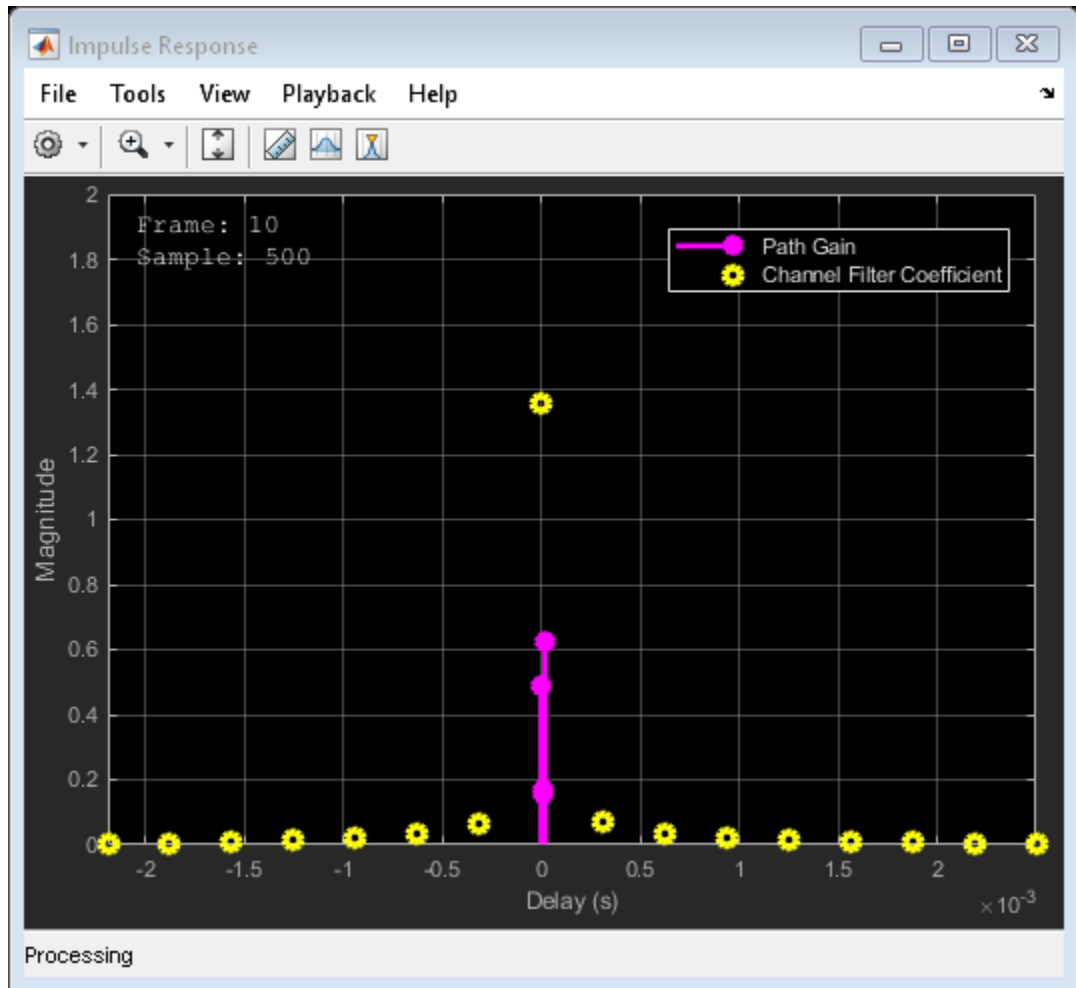 Impulse Response
File Tools View Playback Help
Frame: 10
Sample: 500
Path Gain
Channel Filter Coefficient
2
1.8
1.6
1.4
1.2
1
0.8
0.6
0.4
0.2
0
Magnitude
-2 -1.5 -1 -0.5 0 0.5 1 1.5 2
Delay (s)
×10-3
Processing